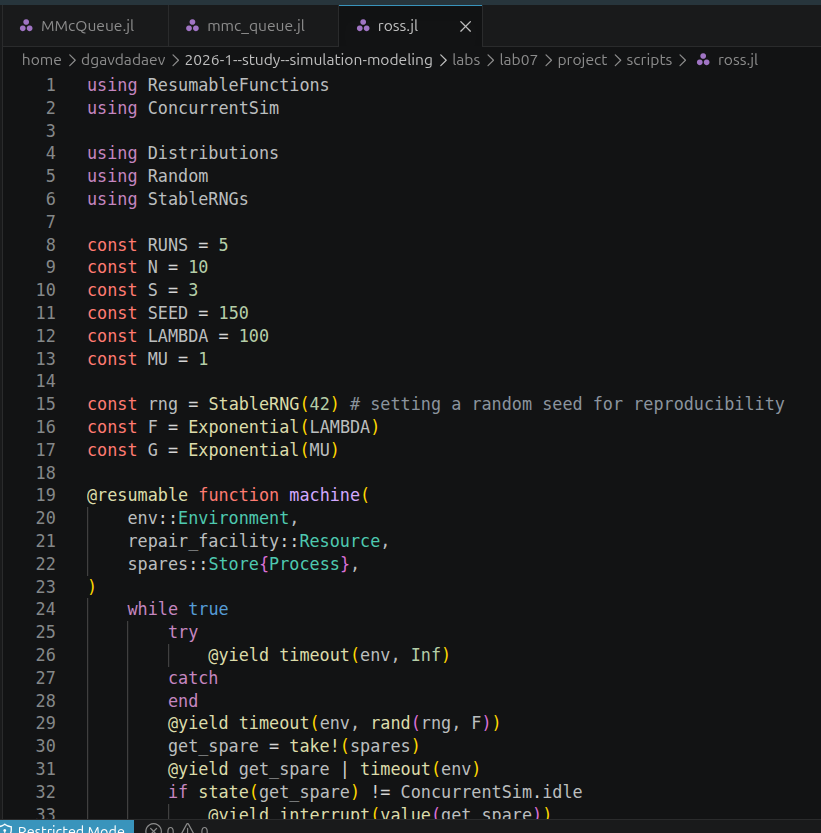 MMcQueue.jl mmc_queue.jl ross.jl
home > dgavdadaev > 2026-1--study--simulation-modeling > labs > lab07 > project > scripts > ross.jl
1 using ResumableFunctions
2 using ConcurrentSim
3
4 using Distributions
5 using Random
6 using StableRNGs
7
8 const RUNS = 5
9 const N = 10
10 const S = 3
11 const SEED = 150
12 const LAMBDA = 100
13 const MU = 1
14
15 const rng = StableRNG(42) # setting a random seed for reproducibility
16 const F = Exponential(LAMBDA)
17 const G = Exponential(MU)
18
19 @resumable function machine(
20 env::Environment,
21 repair_facility::Resource,
22 spares::Store{Process},
23 )
24 while true
25 try
26 @yield timeout(env, Inf)
27 catch
28 end
29 @yield timeout(env, rand(rng, F))
30 get_spare = take!(spares)
31 @yield get_spare | timeout(env)
32 if state(get_spare) != ConcurrentSim.idle
33 @yield interrupt(value(get_spare))
Restricted Mode 0 0